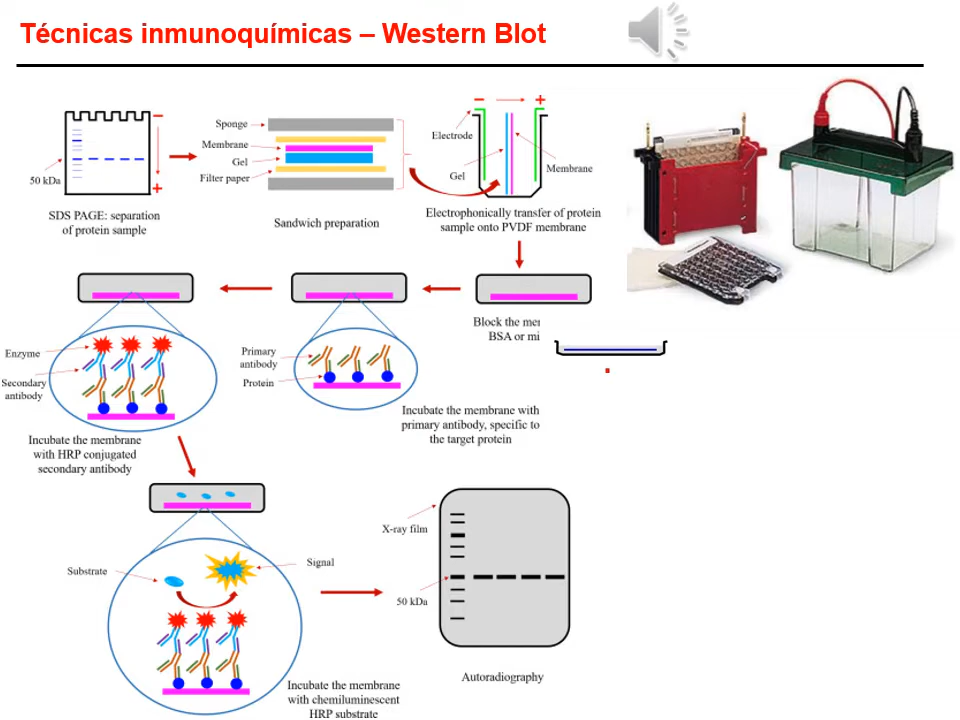 Técnicas inmunoquímicas – Western Blot
50 kDa
−
+
SDS PAGE: separation
of protein sample
Sponge
Membrane
Gel
Filter paper
Sandwich preparation
−
+
Electrode
Gel
Membrane
Electrophonically transfer of protein
sample onto PVDF membrane
Block the
BSA or
Primary
antibody
Protein
Incubate the membrane with
primary antibody, specific to
the target protein
Enzyme
Secondary
antibody
Incubate the membrane
with HRP conjugated
secondary antibody
Substrate
Signal
Incubate the membrane
with chemiluminescent
HRP substrate
X-ray film
50 kDa
Autoradiography